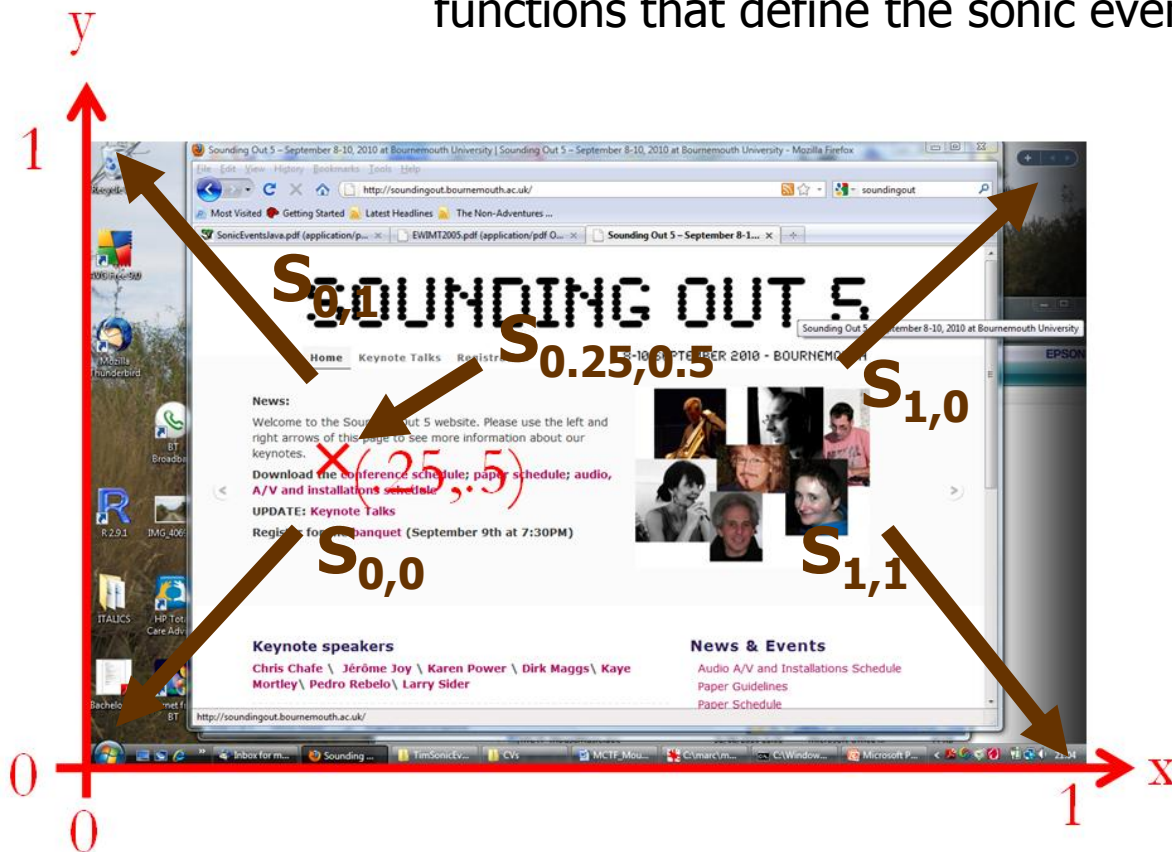 functions that define the sonic ever
y
1
Sounding Out 5 – September 8-10, 2010 at Bournemouth University | Sounding Out 5 – September 8-10, 2010 at Bournemouth University - Mozilla Firefox
File Edit View History Bookmarks Tools Help
http://soundingout.bournemouth.ac.uk/
soundingout
Most Visited Getting Started Latest Headlines The Non-Adventures ...
SonicEventsJava.pdf (application/p...
EWIMT2005.pdf (application/pdf O...
Sounding Out 5 – September 8-1...
SOUNDING OUT 5
S0,1
S0.25,0.5
Sounding Out 5 September 8-10, 2010 at Bournemouth University
Home Keynote Talks
2010 - BOURNEMOUTH
EPSON
S1,0
Mozilla
Thunderbird
BT
News:
Welcome to the Out 5 website. Please use the left and
right arrows of this page to see more information about our
keynotes.
Download the conference schedule; paper schedule; audio,
A/V and installations schedule
(.25,.5)
UPDATE: Keynote Talks
Register for banquet (September 9th at 7:30PM)
R 2.9.1
S0,0
S1,1
ITALICS
HP
Care
Keynote speakers
Chris Chafe \ Jérôme Joy \ Karen Power \ Dirk Maggs\ Kaye
Mortley\ Pedro Rebelo\ Larry Sider
News & Events
Audio A/V and Installations Schedule
Paper Guidelines
Paper Schedule
BT
http://soundingout.bournemouth.ac.uk/
Inbox for m...
Sounding ...
TimSonicEv...
CVs
MCTF_Mou...
C:\marc\m...
C:\Window...
Microsoft P...
21:04
0
x
0
1